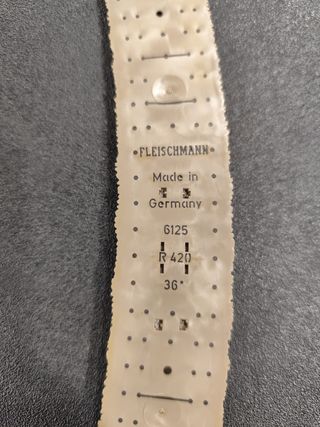 FLEISCHMANN
Made in
Germany
6125
R 420
36°